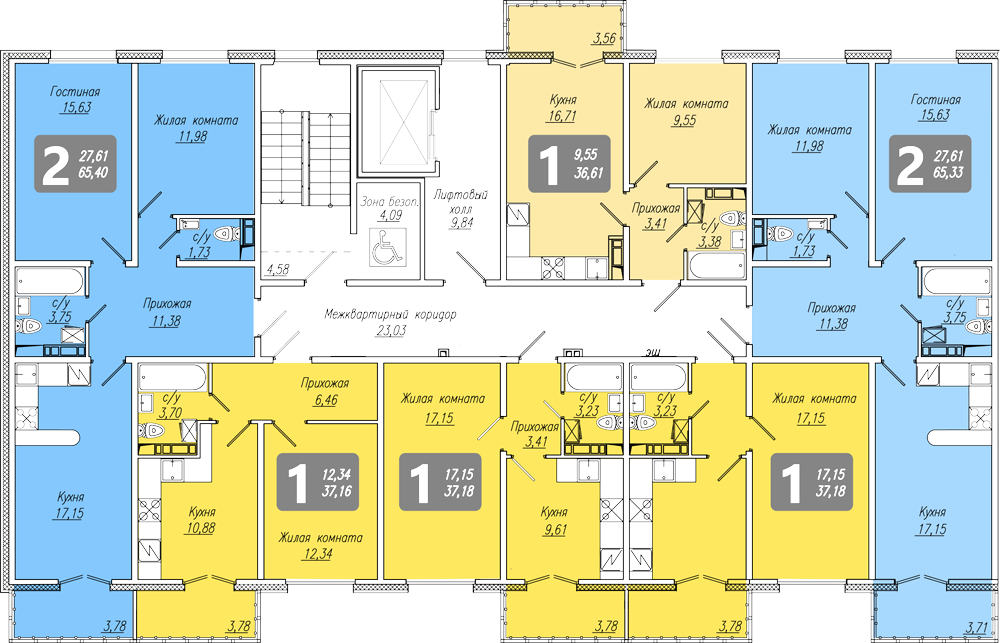 3,56
Гостиная
15,63
Жилая комната
11,98
2
27,61
65,40
Кухня
16,71
Жилая комната
9,55
1
9,55
36,61
Жилая комната
11,98
Гостиная
15,63
2
27,61
65,33
Зона безоп.
4,09
Лифтовый
холл
9,84
Прихожая
3,41
с/у
3,38
с/у
1,73
4,58
с/у
1,73
с/у
3,75
Прихожая
11,38
Межквартирный коридор
23,03
Прихожая
11,38
с/у
3,75
эщ
с/у
3,70
Прихожая
6,46
Жилая комната
17,15
с/у
3,23
с/у
3,23
Жилая комната
17,15
Прихожая
3,41
1
12,34
37,16
1
17,15
37,18
1
17,15
37,18
Кухня
17,15
Кухня
10,88
Жилая комната
12,34
Кухня
9,61
Кухня
17,15
3,78
3,78
3,78
3,78
3,71